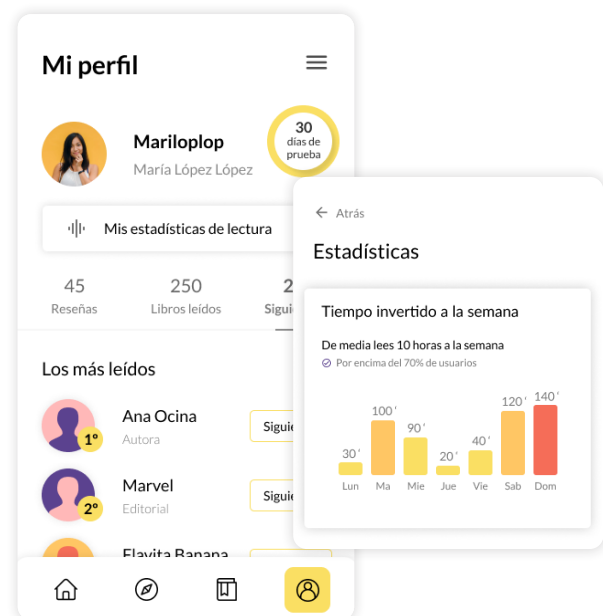 Mi perfil
Mariloplop
María López López
30
días de
prueba
Mis estadísticas de lectura
45
Reseñas
250
Libros leídos
Los más leídos
Ana Ocina
Autora
1º
Marvel
Editorial
2º
Flavita Banana
Atrás
Estadísticas
Tiempo invertido a la semana
De media lees 10 horas a la semana
Por encima del 70% de usuarios
30 ‘
100 ‘
90 ‘
20 ‘
40 ‘
120 ‘
140 ‘
Lun Ma Mie Jue Vie Sab Dom